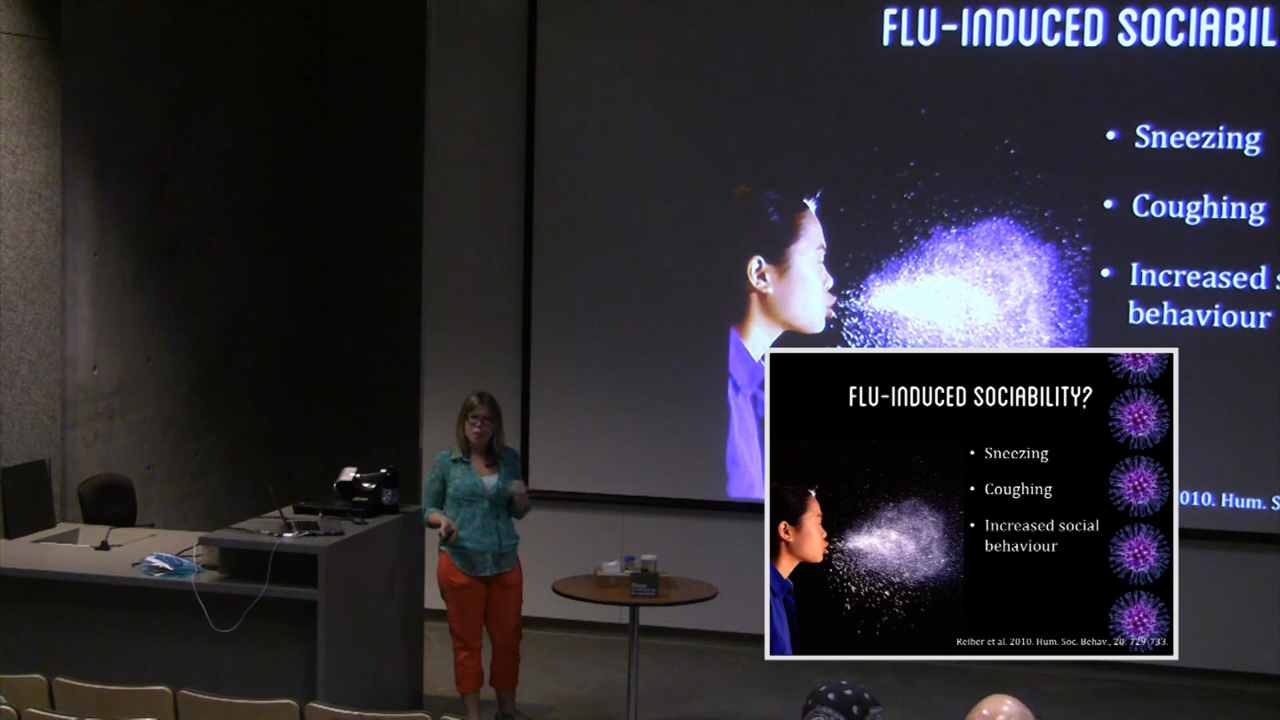 FLU-INDUCED SOCIABIL
• Sneezing
• Coughing
• Increased
behaviour
010. Hum. S
FLU-INDUCED SOCIABILITY?
• Sneezing
• Coughing
• Increased social
behaviour
Reiber et al. 2010. Hum. Soc. Behav., 20: 729-733.